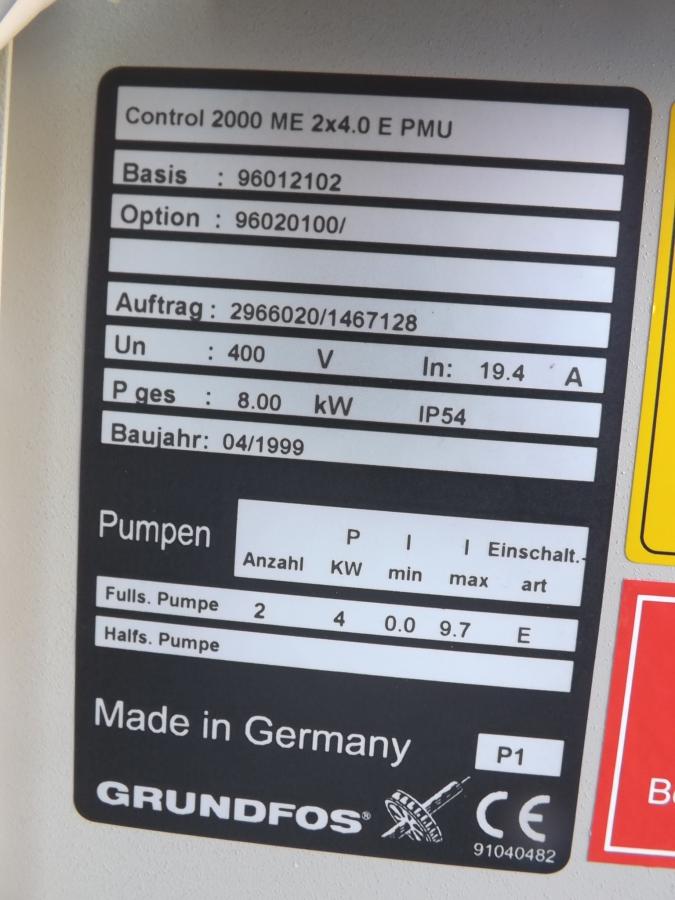 Control 2000 ME 2x4.0 E PMU
Basis : 96012102
Option : 96020100/
Auftrag : 2966020/1467128
Un : 400 V In: 19.4 A
P ges : 8.00 kW IP54
Baujahr: 04/1999
Pumpen
Anzahl P KW I min I max Einschalt.- art
Fulls. Pumpe 2 4 0.0 9.7 E
Halfs. Pumpe
Made in Germany
P1
GRUNDFOS®
CE
91040482